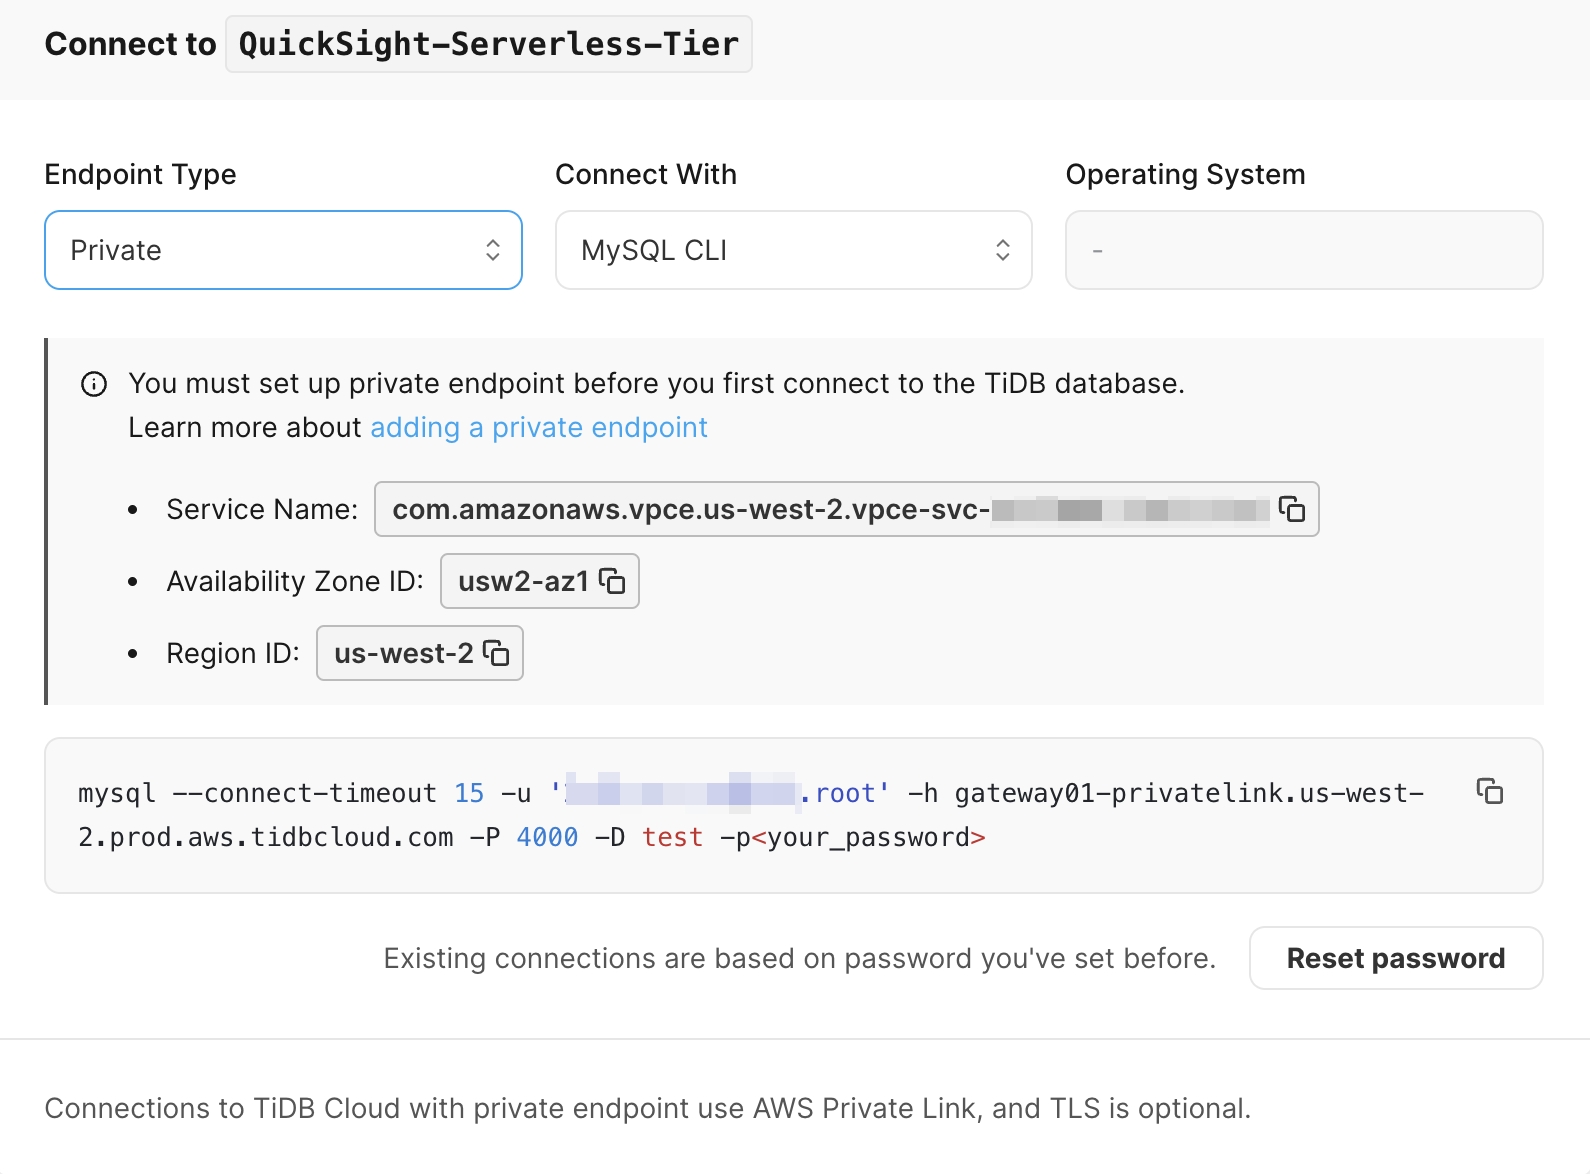 Connect to QuickSight-Serverless-Tier
Endpoint Type
Connect With
Operating System
Private
MySQL CLI
-
You must set up private endpoint before you first connect to the TiDB database.
Learn more about adding a private endpoint
• Service Name: com.amazonaws.vpce.us-west-2.vpce-svc-
• Availability Zone ID: usw2-az1
• Region ID: us-west-2
mysql --connect-timeout 15 -u '.root' -h gateway01-privatelink.us-west-
2.prod.aws.tidbcloud.com -P 4000 -D test -p<your_password>
Existing connections are based on password you've set before.
Reset password
Connections to TiDB Cloud with private endpoint use AWS Private Link, and TLS is optional.